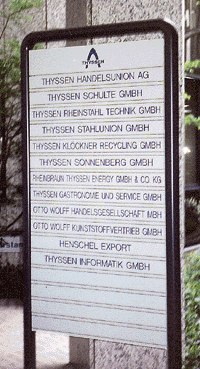 THYSSEN
THYSSEN HANDELSUNION AG
THYSSEN SCHULTE GMBH
THYSSEN RHEINSTAHL TECHNIK GMBH
THYSSEN STAHLUNION GMBH
THYSSEN KLÖCKNER RECYCLING GMBH
THYSSEN SONNENBERG GMBH
RHEINBRAUN THYSSEN ENERGY GMBH & CO. KG
THYSSEN GASTRONOMIE UND SERVICE GMBH
OTTO WOLFF HANDELSGESELLSCHAFT MBH
OTTO WOLFF KUNSTSTOFFVERTRIEB GMBH
HENSCHEL EXPORT
THYSSEN INFORMATIK GMBH